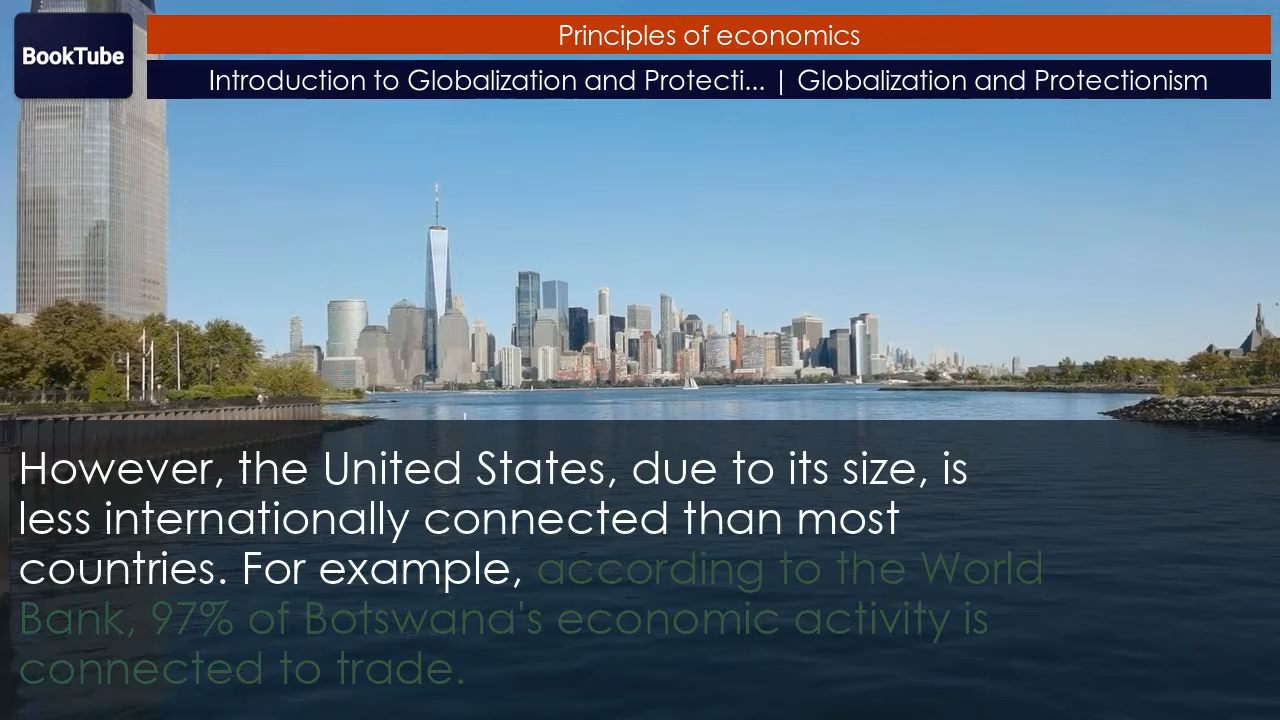 BookTube
Principles of economics
Introduction to Globalization and Protecti... | Globalization and Protectionism
However, the United States, due to its size, is
less internationally connected than most
countries. For example, according to the World
Bank, 97% of Botswana's economic activity is
connected to trade.